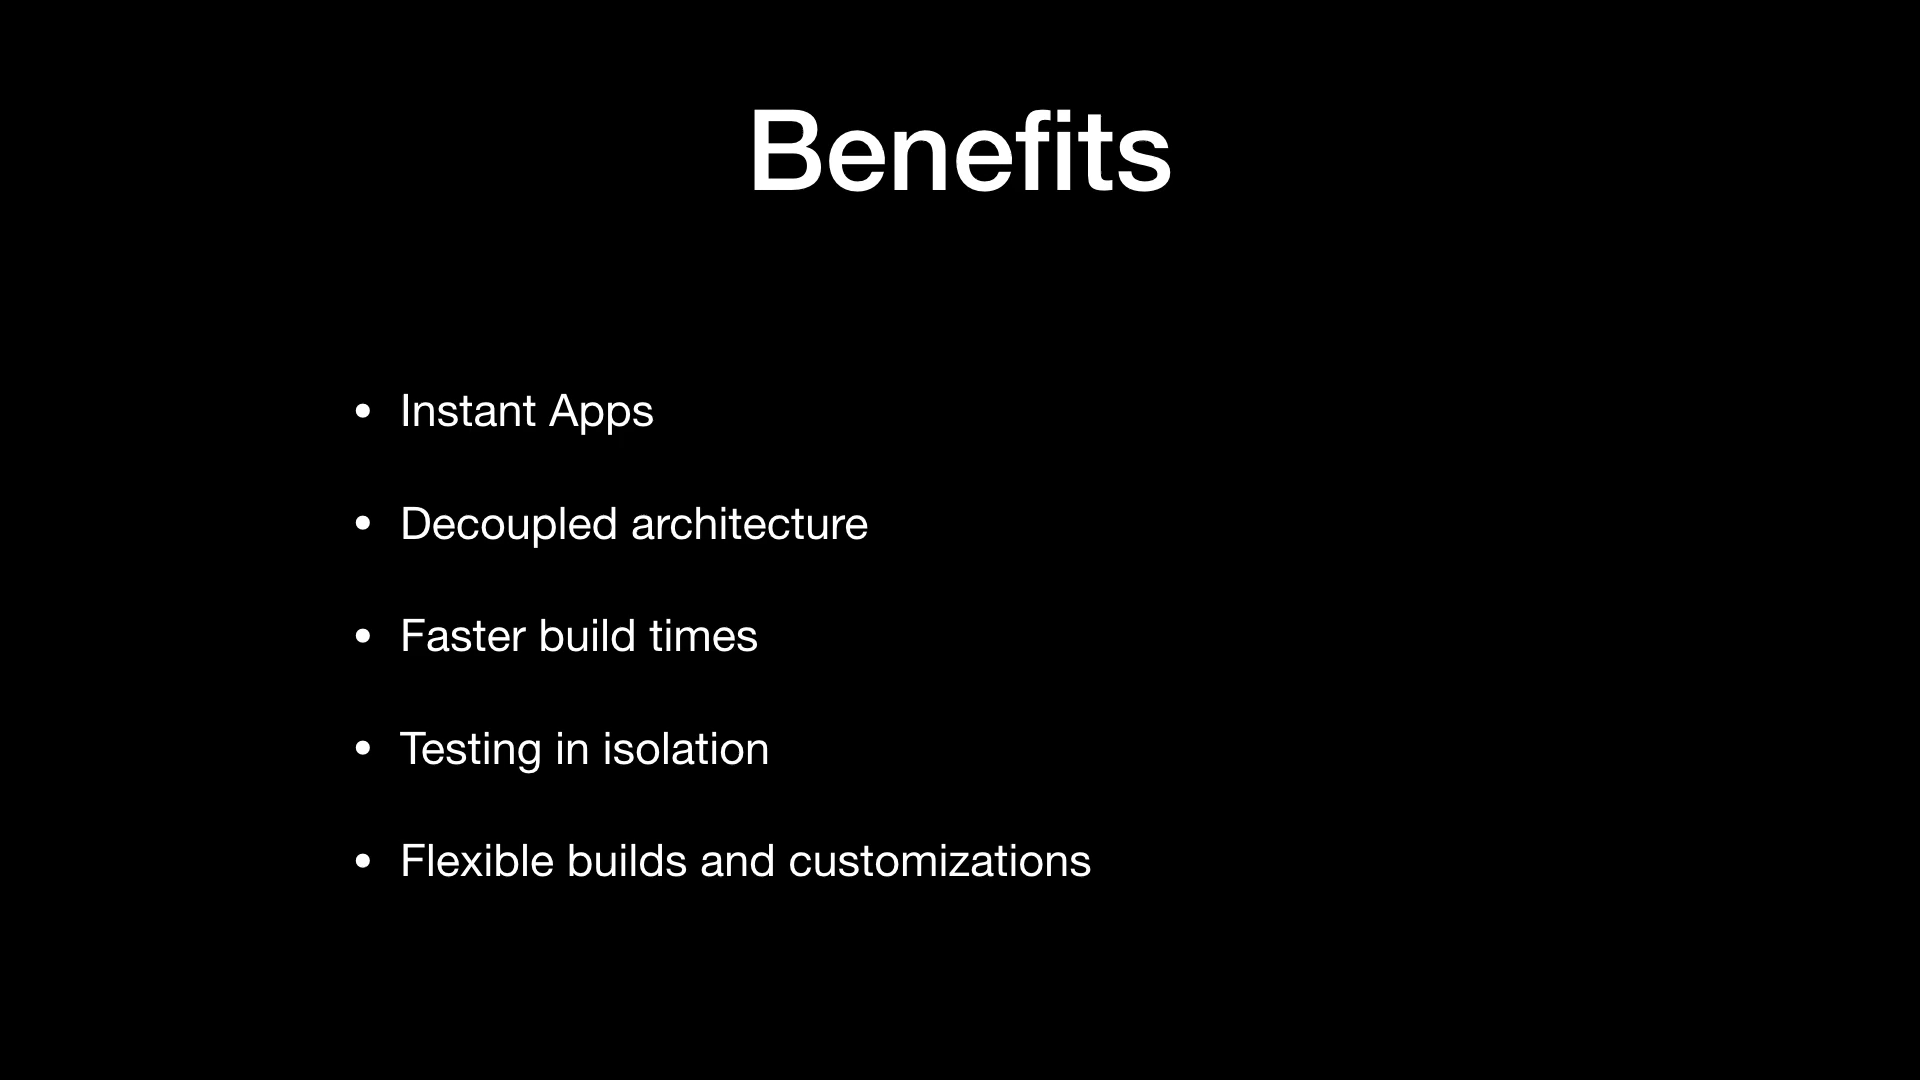 Benefits
• Instant Apps
• Decoupled architecture
• Faster build times
• Testing in isolation
• Flexible builds and customizations